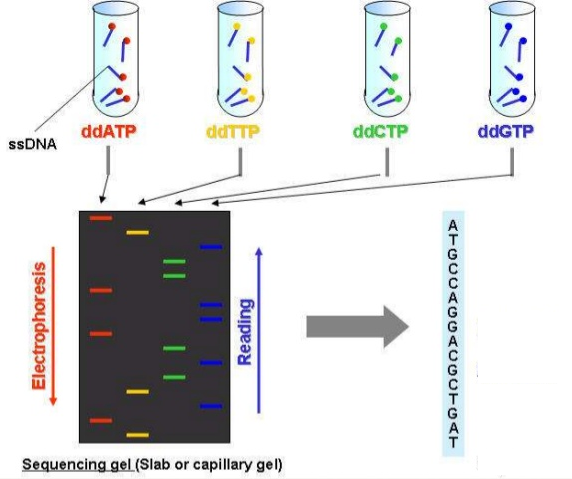 ddATP
ddTTP
ddCTP
ddGTP
ssDNA
Electrophoresis
Reading
A
T
G
C
C
A
G
G
A
C
G
C
T
G
A
T
Sequencing gel (Slab or capillary gel)